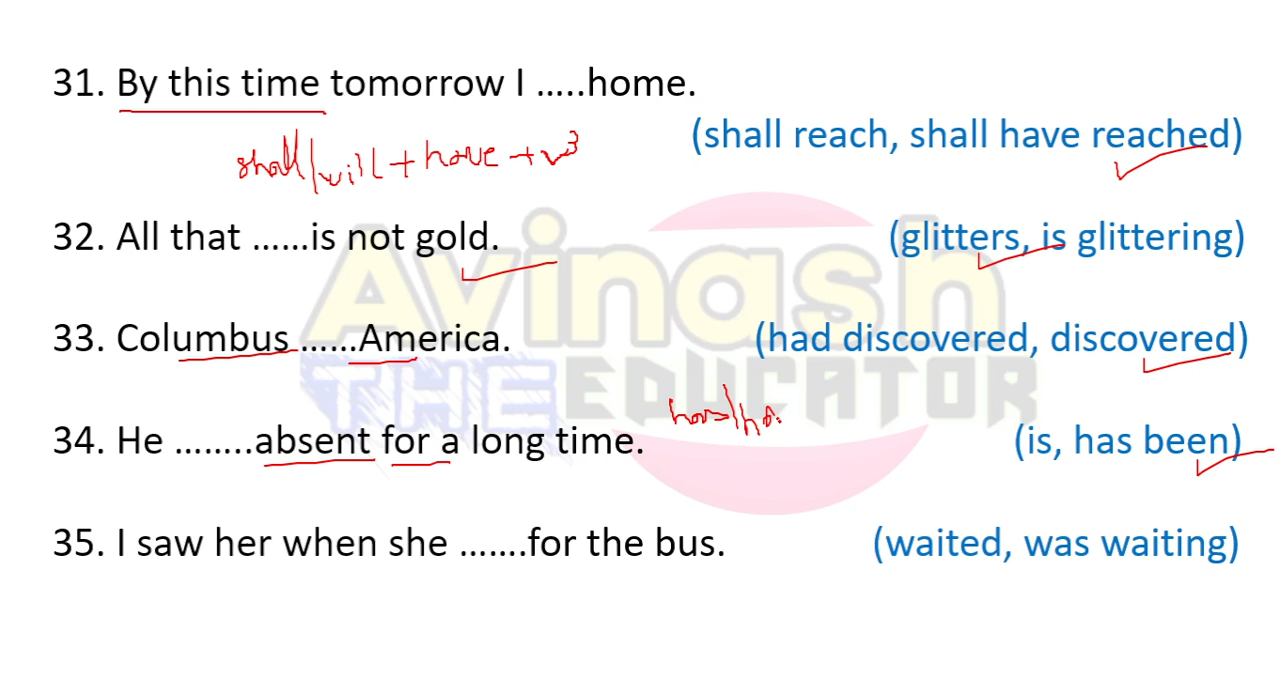 31. By this time tomorrow I .....home.
(shall reach, shall have reached)
shall/will + have + v3
32. All that ......is not gold.
(glitters, is glittering)
Avinash
33. Columbus ......America.
(had discovered, discovered)
THE EDUCATOR
34. He ........absent for a long time.
(is, has been)
35. I saw her when she .......for the bus.
(waited, was waiting)